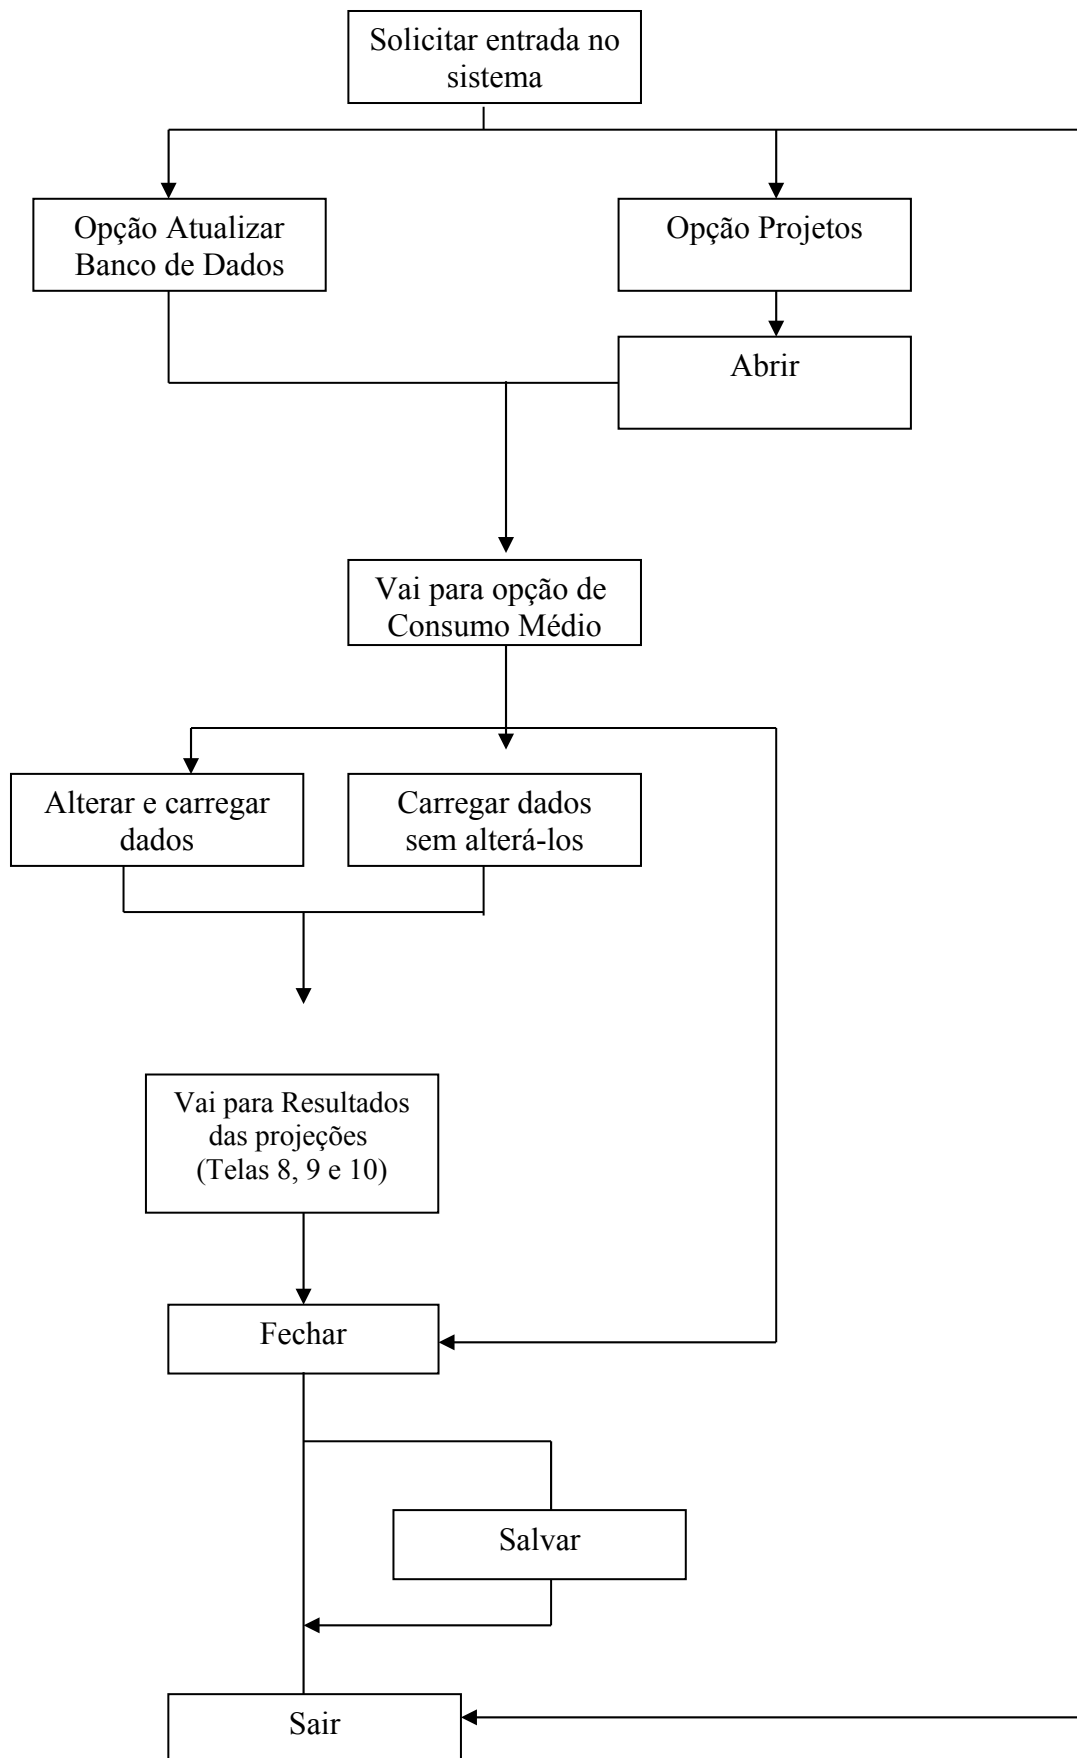 Solicitar entrada no
sistema
Opção Atualizar
Banco de Dados
Opção Projetos
Abrir
Vai para opção de
Consumo Médio
Alterar e carregar
dados
Carregar dados
sem alterá-los
Vai para Resultados
das projeções
(Telas 8, 9 e 10)
Fechar
Salvar
Sair